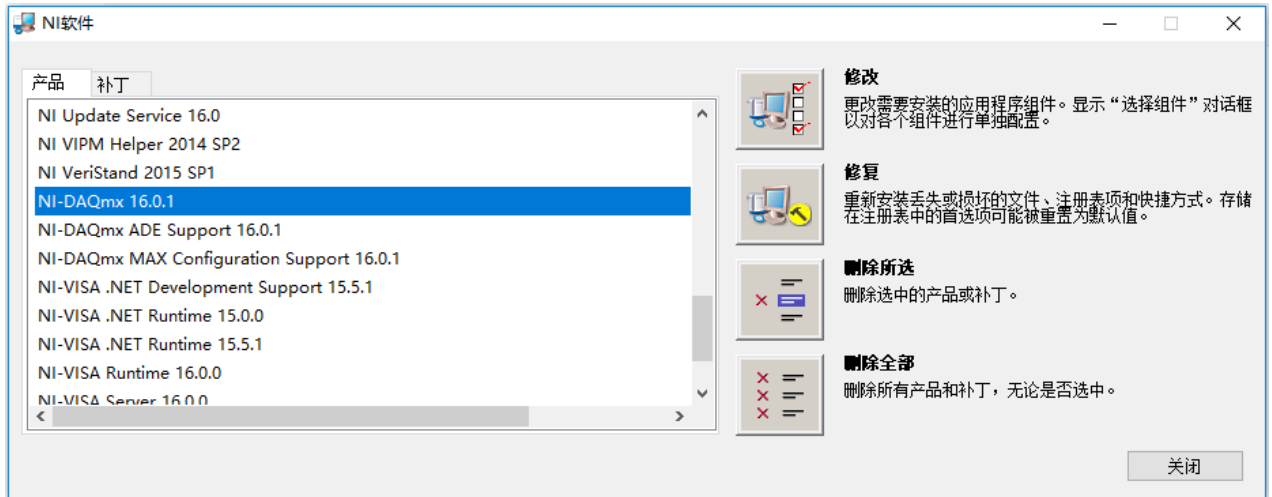 NI软件
产品
补丁
NI Update Service 16.0
NI VIPM Helper 2014 SP2
NI VeriStand 2015 SP1
NI-DAQmx 16.0.1
NI-DAQmx ADE Support 16.0.1
NI-DAQmx MAX Configuration Support 16.0.1
NI-VISA .NET Development Support 15.5.1
NI-VISA .NET Runtime 15.0.0
NI-VISA .NET Runtime 15.5.1
NI-VISA Runtime 16.0.0
NI-VISA Server 16.0.0
修改
更改需要安装的应用程序组件。显示“选择组件”对话框
以对各个组件进行单独配置。
修复
重新安装丢失或损坏的文件、注册表项和快捷方式。存储
在注册表中的首选项可能被重置为默认值。
删除所选
删除选中的产品或补丁。
删除全部
删除所有产品和补丁，无论是否选中。
关闭